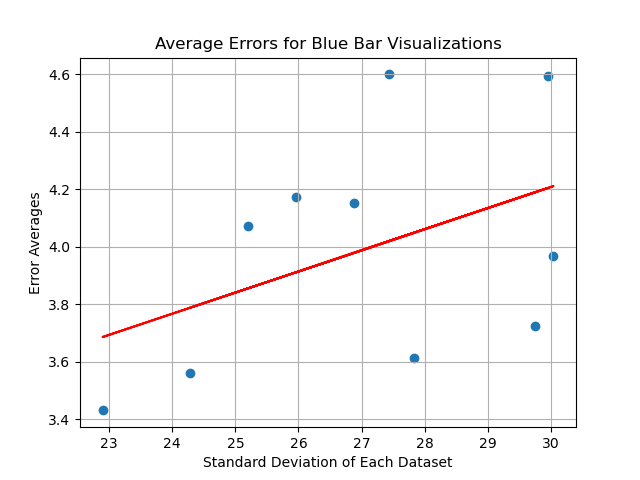 Average Errors for Blue Bar Visualizations
4.6
4.4
4.2
4.0
3.8
3.6
3.4
Error Averages
23 24 25 26 27 28 29 30
Standard Deviation of Each Dataset